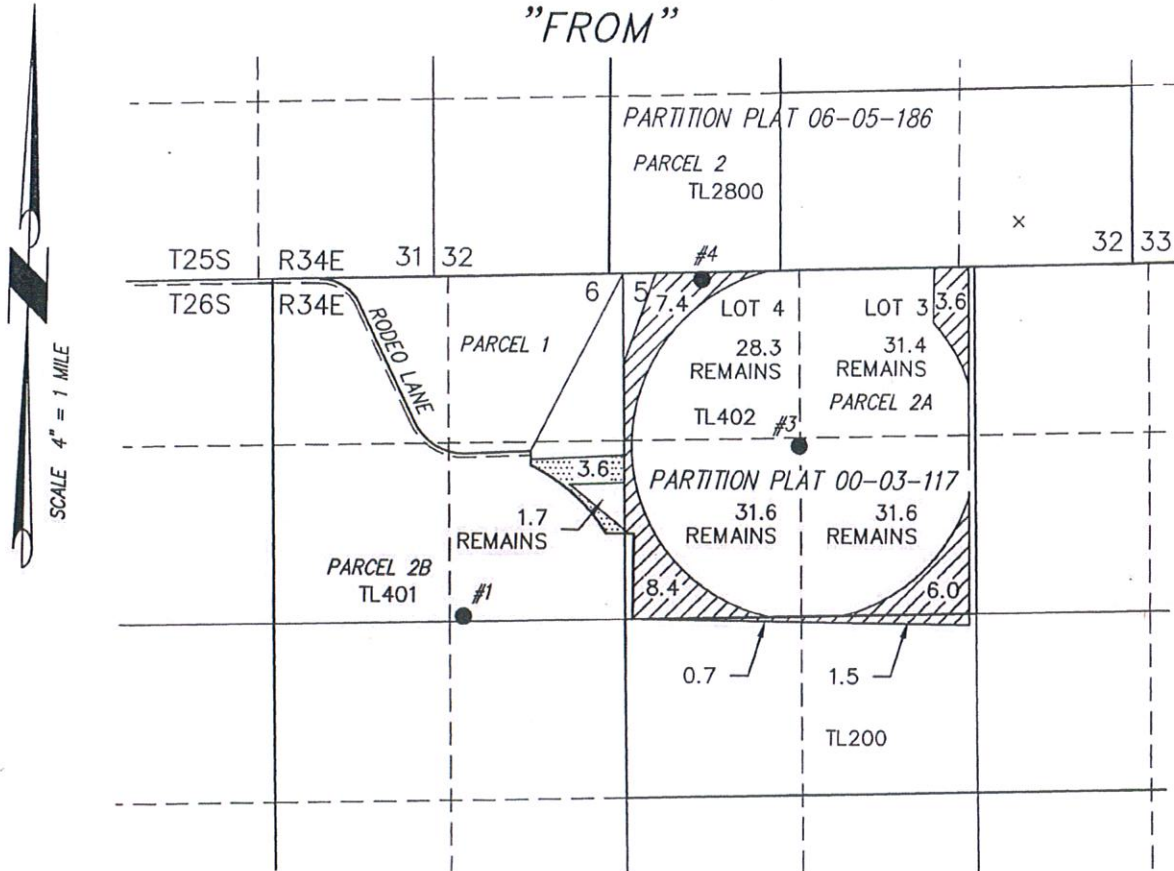 "FROM"
SCALE 4" = 1 MILE
PARTITION PLAT 06-05-186
PARCEL 2
TL2800
T25S R34E 31 32
32 33
T26S R34E
#4
6 5
7.4
LOT 4
LOT 3
3.6
RODEO LANE
PARCEL 1
28.3
REMAINS
31.4
REMAINS
TL402
#3
PARCEL 2A
3.6
PARTITION PLAT 00-03-117
1.7
REMAINS
31.6
REMAINS
31.6
REMAINS
PARCEL 2B
TL401
#1
8.4
6.0
0.7
1.5
TL200